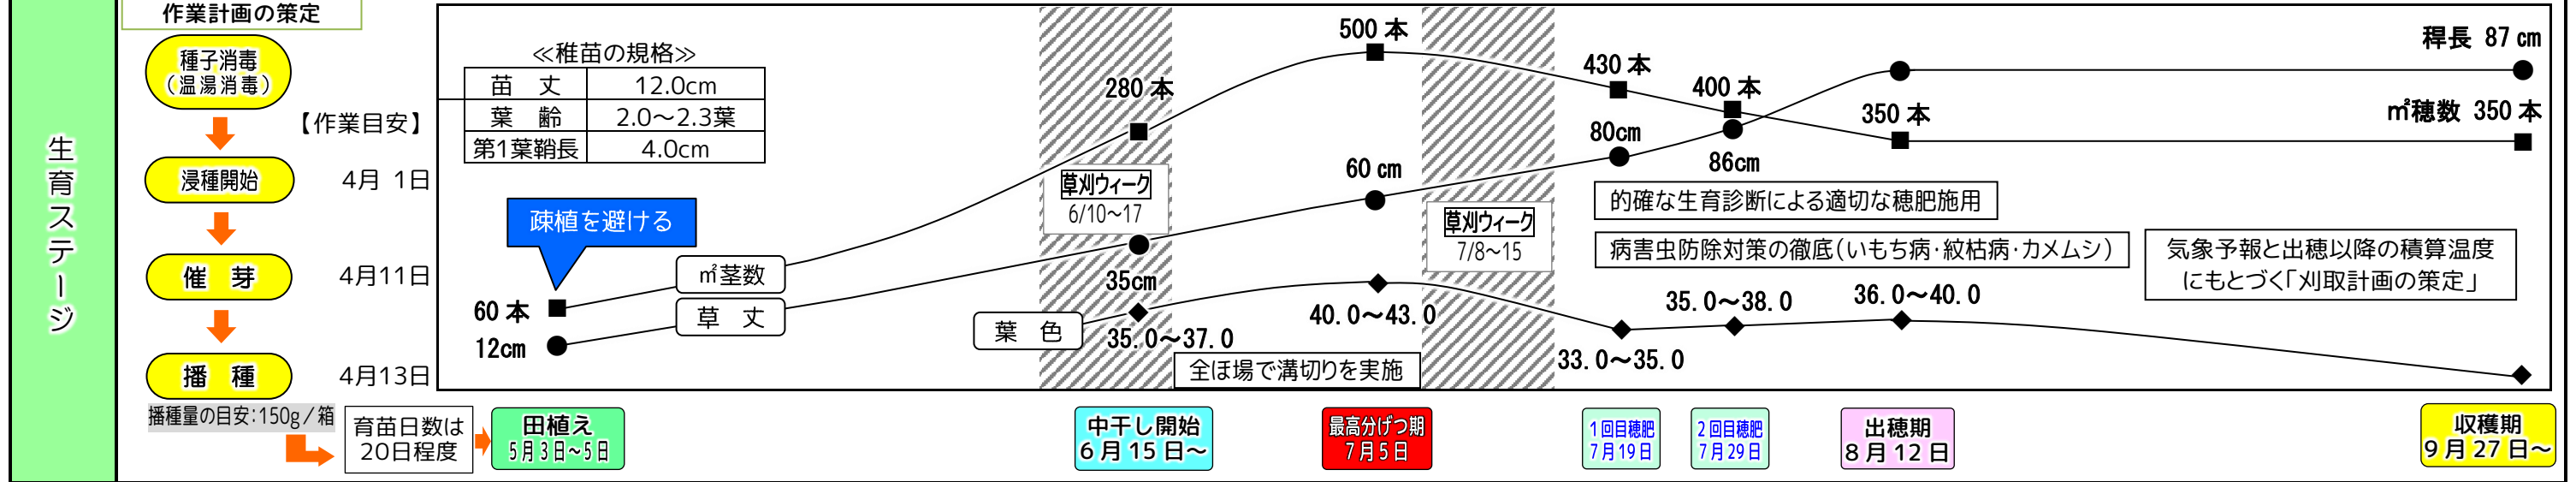 生育ステージ
作業計画の策定
種子消毒
(温湯消毒)
【作業目安】
浸種開始
4月 1日
催 芽
4月11日
播 種
4月13日
播種量の目安:150g/箱
育苗日数は
20日程度
≪稚苗の規格≫
苗 丈 12.0cm
葉 齢 2.0～2.3葉
第1葉鞘長 4.0cm
疎植を避ける
60 本
12cm
㎡茎数
草 丈
葉 色
280 本
草刈ウィーク
6/10～17
35cm
35.0～37.0
500 本
60 cm
40.0～43.0
全ほ場で溝切りを実施
草刈ウィーク
7/8～15
430 本
80cm
33.0～35.0
400 本
86cm
35.0～38.0
350 本
36.0～40.0
的確な生育診断による適切な穂肥施用
病害虫防除対策の徹底(いもち病・紋枯病・カメムシ)
気象予報と出穂以降の積算温度
にもとづく「刈取計画の策定」
稈長 87 cm
㎡穂数 350 本
田植え
5月3日～5日
中干し開始
6月15日～
最高分げつ期
7月5日
1回目穂肥
7月19日
2回目穂肥
7月29日
出穂期
8月12日
収穫期
9月27日～